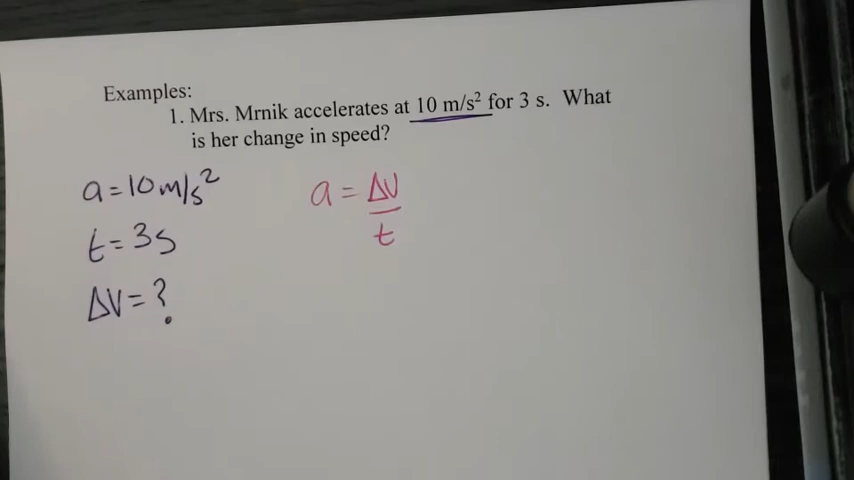 Examples:
1. Mrs. Mrnik accelerates at 10 m/s² for 3 s. What
is her change in speed?
a = 10 m/s²
t = 3s
ΔV = ?
a = ΔV
t